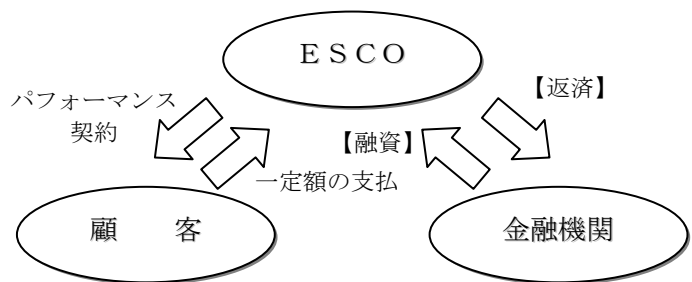 ＥＳＣＯ
パフォーマンス
契約
【返済】
【融資】
一定額の支払
顧　　客
金融機関